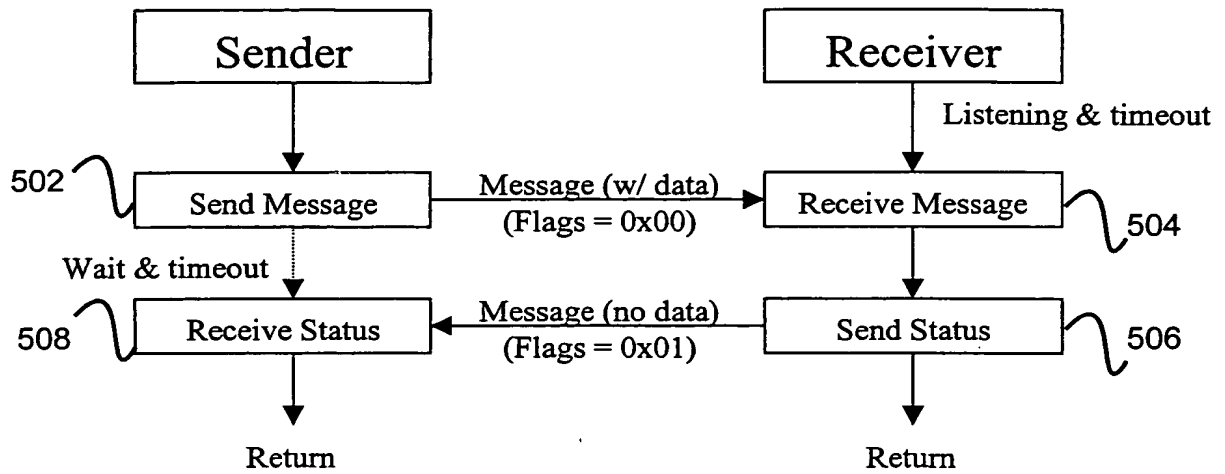 Sender
Receiver
Listening & timeout
502
Send Message
Message (w/ data)
(Flags = 0x00)
Receive Message
504
Wait & timeout
508
Receive Status
Message (no data)
(Flags = 0x01)
Send Status
506
Return
Return